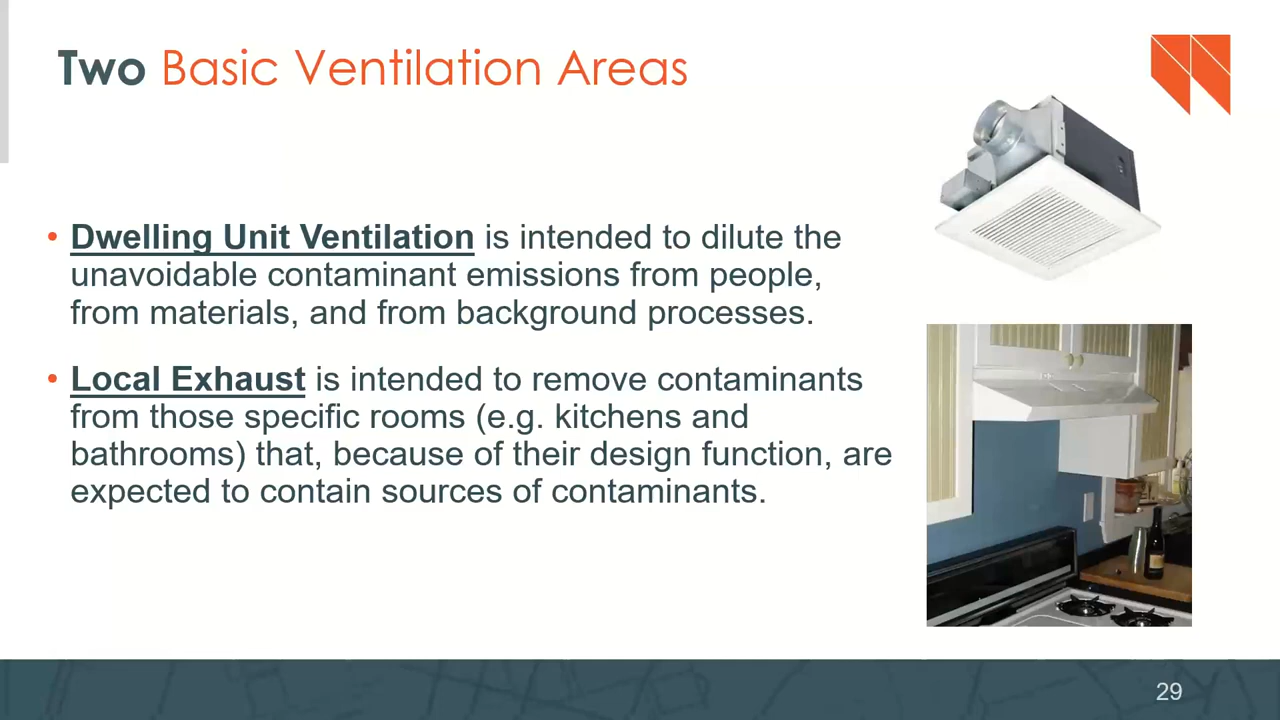 Two Basic Ventilation Areas
• Dwelling Unit Ventilation is intended to dilute the
unavoidable contaminant emissions from people,
from materials, and from background processes.
• Local Exhaust is intended to remove contaminants
from those specific rooms (e.g. kitchens and
bathrooms) that, because of their design function, are
expected to contain sources of contaminants.
29